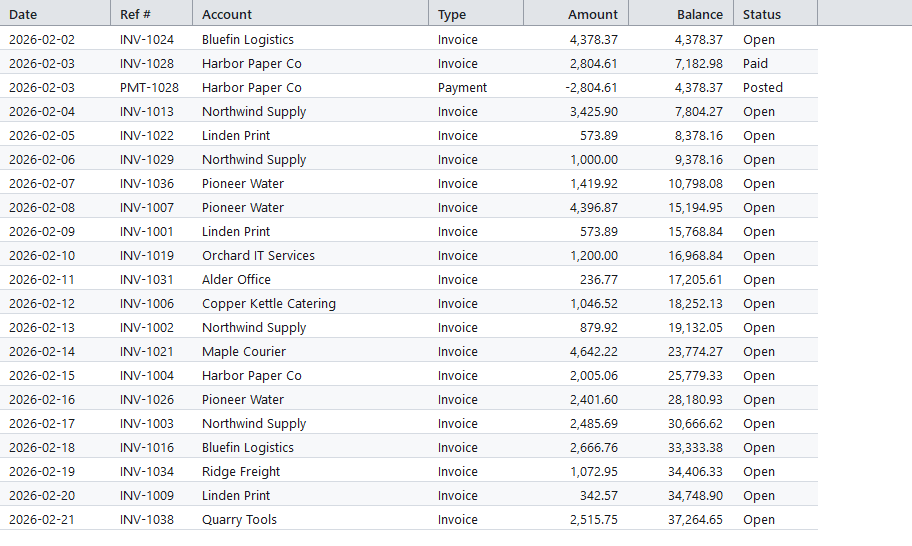 Date Ref # Account Type Amount Balance Status
2026-02-02 INV-1024 Bluefin Logistics Invoice 4,378.37 4,378.37 Open
2026-02-03 INV-1028 Harbor Paper Co Invoice 2,804.61 7,182.98 Paid
2026-02-03 PMT-1028 Harbor Paper Co Payment -2,804.61 4,378.37 Posted
2026-02-04 INV-1013 Northwind Supply Invoice 3,425.90 7,804.27 Open
2026-02-05 INV-1022 Linden Print Invoice 573.89 8,378.16 Open
2026-02-06 INV-1029 Northwind Supply Invoice 1,000.00 9,378.16 Open
2026-02-07 INV-1036 Pioneer Water Invoice 1,419.92 10,798.08 Open
2026-02-08 INV-1007 Pioneer Water Invoice 4,396.87 15,194.95 Open
2026-02-09 INV-1001 Linden Print Invoice 573.89 15,768.84 Open
2026-02-10 INV-1019 Orchard IT Services Invoice 1,200.00 16,968.84 Open
2026-02-11 INV-1031 Alder Office Invoice 236.77 17,205.61 Open
2026-02-12 INV-1006 Copper Kettle Catering Invoice 1,046.52 18,252.13 Open
2026-02-13 INV-1002 Northwind Supply Invoice 879.92 19,132.05 Open
2026-02-14 INV-1021 Maple Courier Invoice 4,642.22 23,774.27 Open
2026-02-15 INV-1004 Harbor Paper Co Invoice 2,005.06 25,779.33 Open
2026-02-16 INV-1026 Pioneer Water Invoice 2,401.60 28,180.93 Open
2026-02-17 INV-1003 Northwind Supply Invoice 2,485.69 30,666.62 Open
2026-02-18 INV-1016 Bluefin Logistics Invoice 2,666.76 33,333.38 Open
2026-02-19 INV-1034 Ridge Freight Invoice 1,072.95 34,406.33 Open
2026-02-20 INV-1009 Linden Print Invoice 342.57 34,748.90 Open
2026-02-21 INV-1038 Quarry Tools Invoice 2,515.75 37,264.65 Open